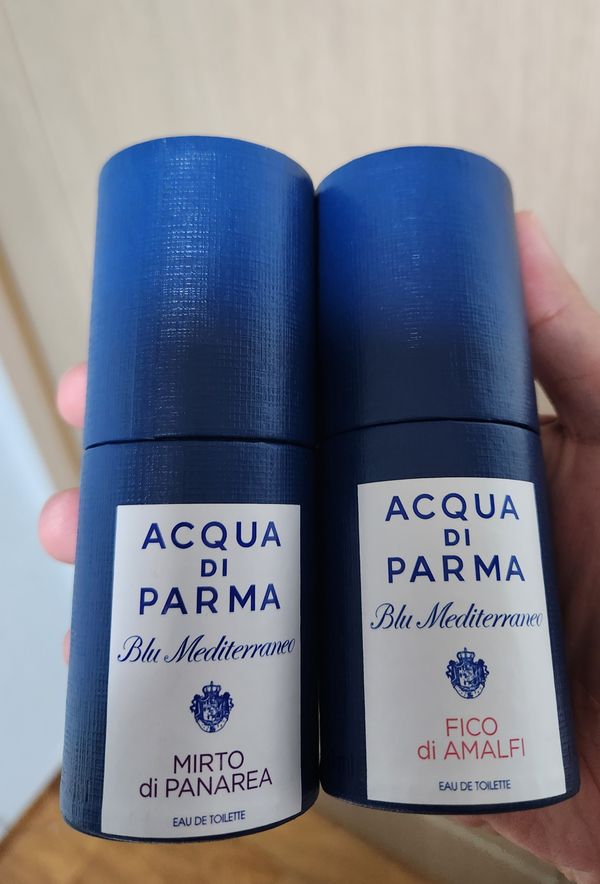 ACQUA
DI
PARMA
Blu Mediterraneo
MIRTO
di PANAREA
EAU DE TOILETTE
ACQUA
DI
PARMA
Blu Mediterraneo
FICO
di AMALFI
EAU DE TOILETTE